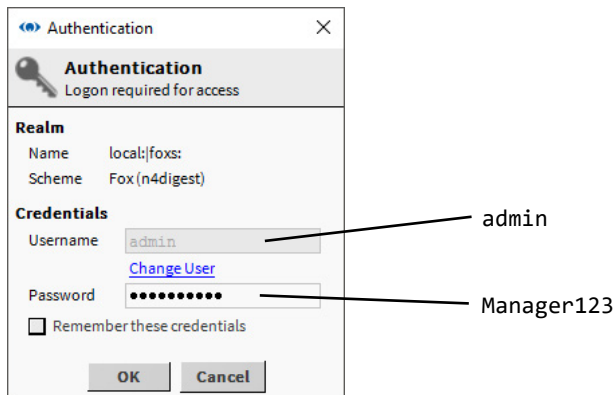 Authentication
Authentication
Logon required for access
Realm
Name local:|foxs:
Scheme Fox (n4digest)
Credentials
Username admin
admin
Change User
Password ••••••••••
Manager123
Remember these credentials
OK Cancel